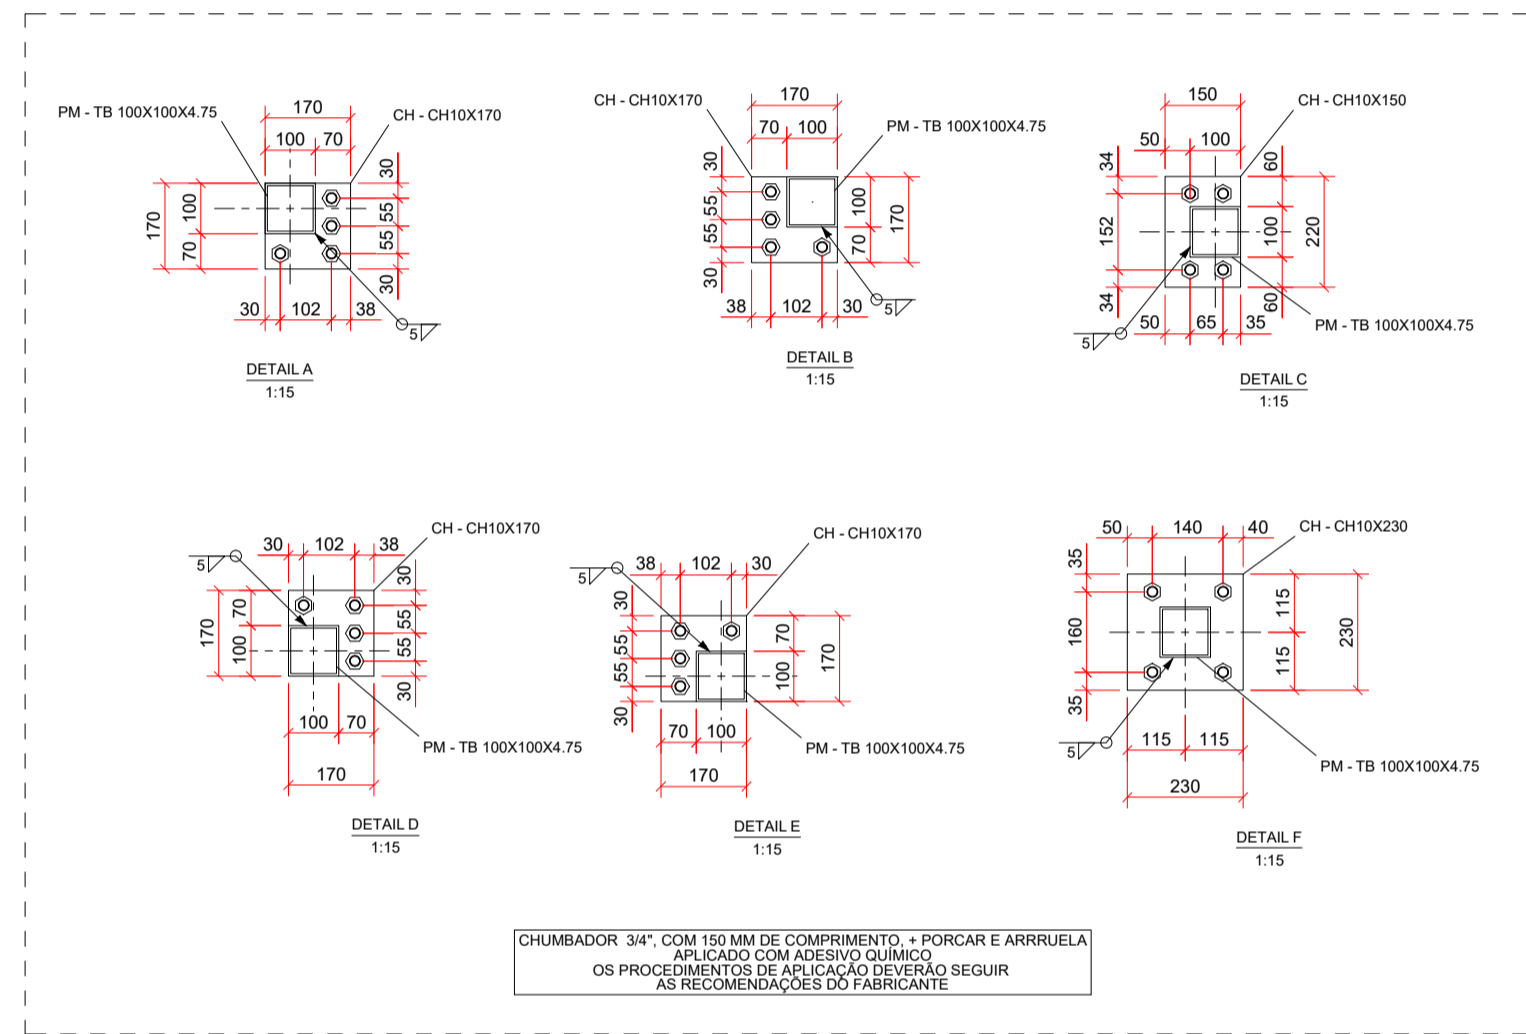 PM - TB 100X100X4.75
170
CH - CH10X170
100 70
30
55
55
30
170
100
70
30 102 38
5
DETAIL A
1:15
CH - CH10X170
170
PM - TB 100X100X4.75
70 100
30
55
55
30
100
70
170
38 102 30
5
DETAIL B
1:15
150
CH - CH10X150
50 100
34
152
34
60
100
60
220
50 65 35
PM - TB 100X100X4.75
5
DETAIL C
1:15
CH - CH10X170
30 102 38
5
170
70
100
30
55
55
30
100 70
PM - TB 100X100X4.75
170
DETAIL D
1:15
CH - CH10X170
38 102 30
5
30
55
55
30
70
100
170
70 100
PM - TB 100X100X4.75
170
DETAIL E
1:15
50 140 40
CH - CH10X230
35
160
35
115
115
230
5
115 115
PM - TB 100X100X4.75
230
DETAIL F
1:15
CHUMBADOR 3/4", COM 150 MM DE COMPRIMENTO, + PORCAR E ARRRUELA
APLICADO COM ADESIVO QUÍMICO
OS PROCEDIMENTOS DE APLICAÇÃO DEVERÃO SEGUIR
AS RECOMENDAÇÕES DO FABRICANTE